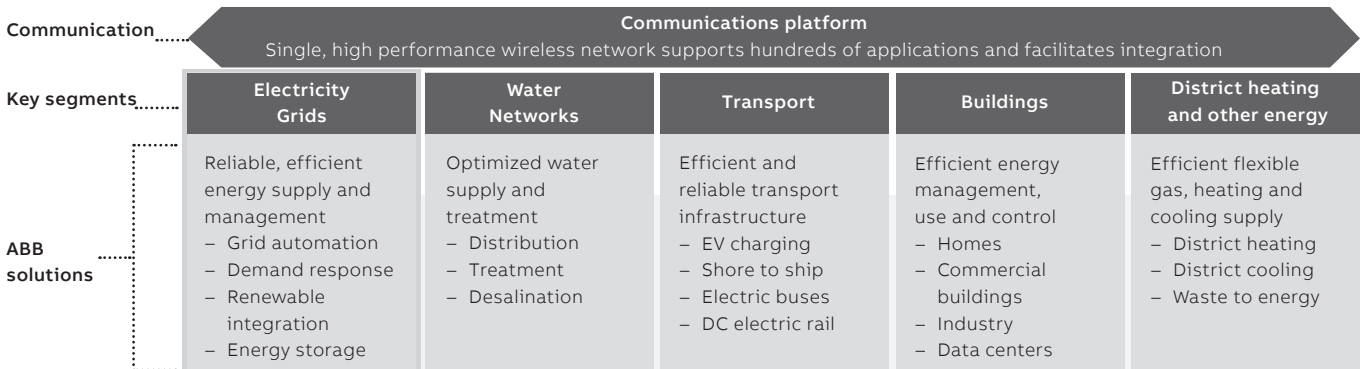 Communication
Communications platform
Single, high performance wireless network supports hundreds of applications and facilitates integration
Key segments
Electricity
Grids
Water
Networks
Transport
Buildings
District heating
and other energy
ABB
solutions
Reliable, efficient
energy supply and
management
– Grid automation
– Demand response
– Renewable
integration
– Energy storage
Optimized water
supply and
treatment
– Distribution
– Treatment
– Desalination
Efficient and
reliable transport
infrastructure
– EV charging
– Shore to ship
– Electric buses
– DC electric rail
Efficient energy
management,
use and control
– Homes
– Commercial
buildings
– Industry
– Data centers
Efficient flexible
gas, heating and
cooling supply
– District heating
– District cooling
– Waste to energy